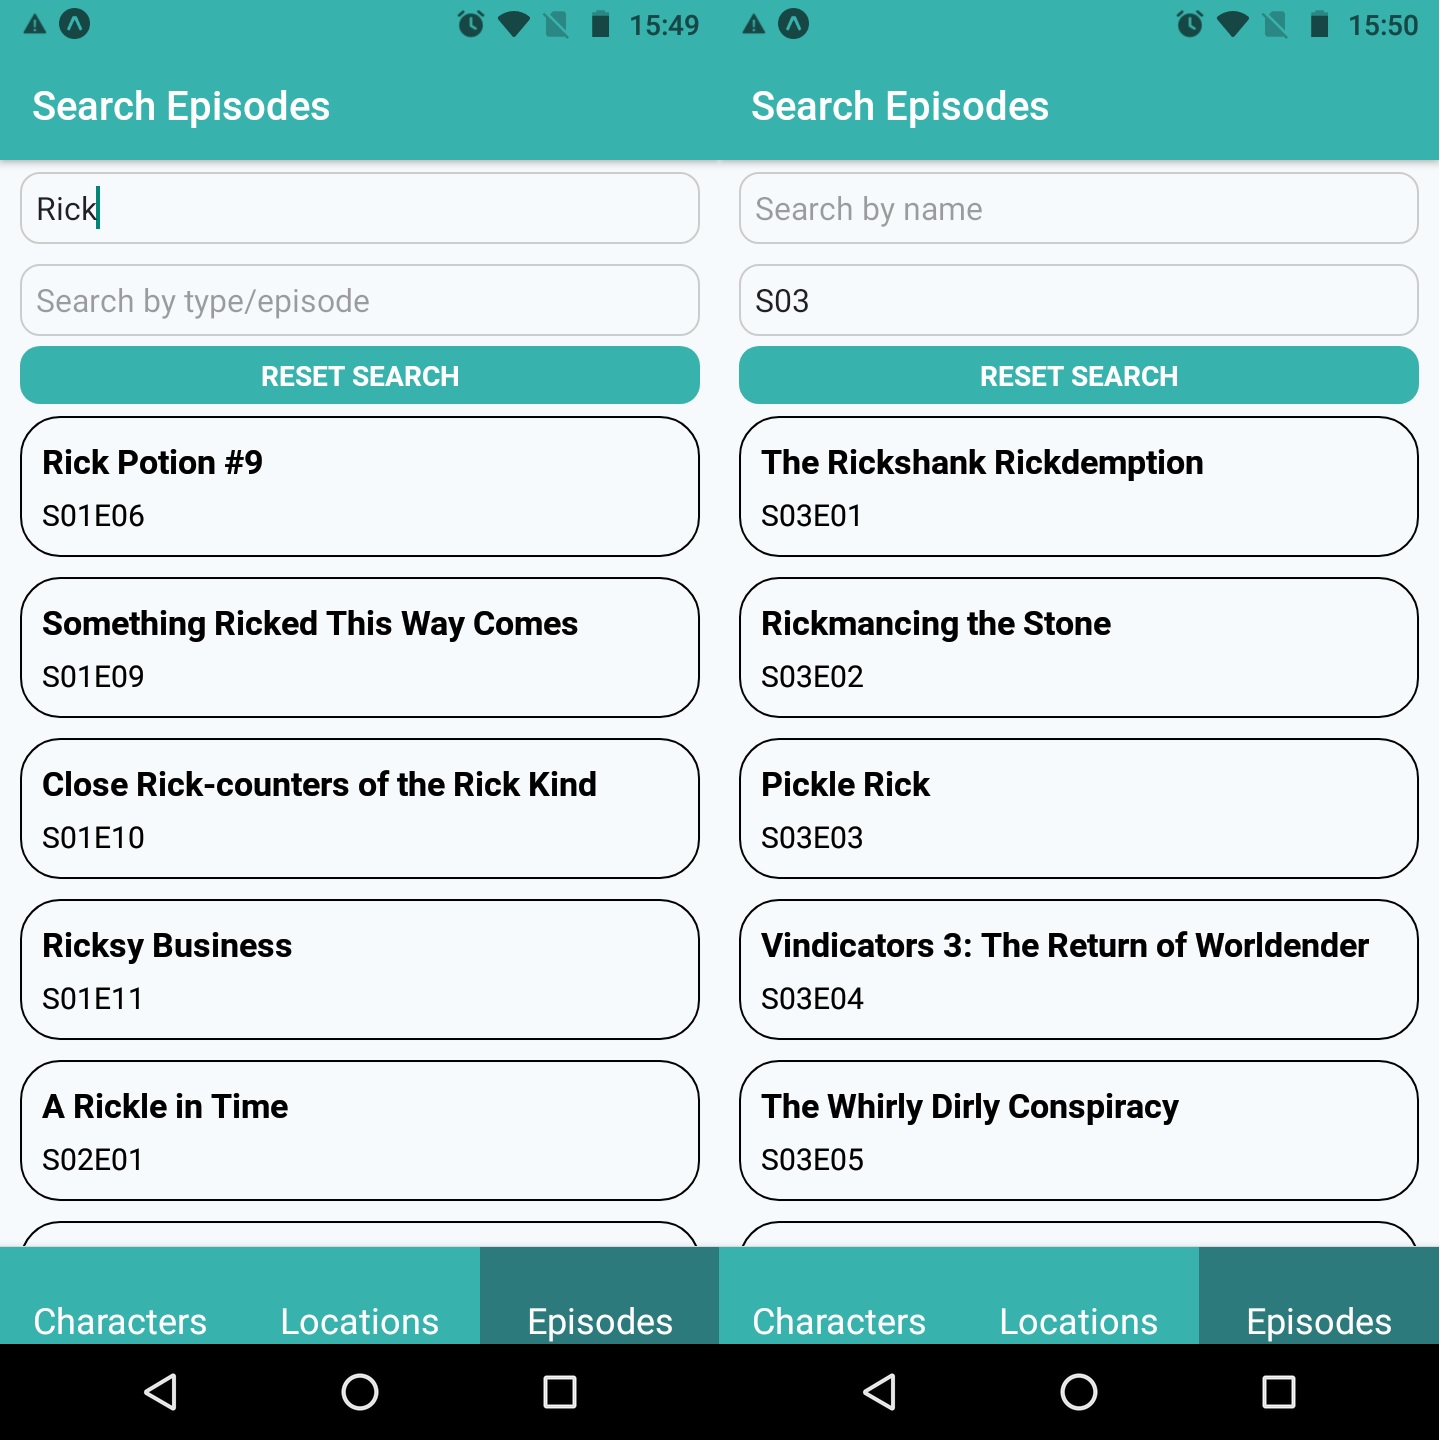 15:49
Search Episodes
Rick
Search by type/episode
RESET SEARCH
Rick Potion #9
S01E06
Something Ricked This Way Comes
S01E09
Close Rick-counters of the Rick Kind
S01E10
Ricksy Business
S01E11
A Rickle in Time
S02E01
Characters
Locations
Episodes
15:50
Search Episodes
Search by name
S03
RESET SEARCH
The Rickshank Rickdemption
S03E01
Rickmancing the Stone
S03E02
Pickle Rick
S03E03
Vindicators 3: The Return of Worldender
S03E04
The Whirly Dirly Conspiracy
S03E05
Characters
Locations
Episodes